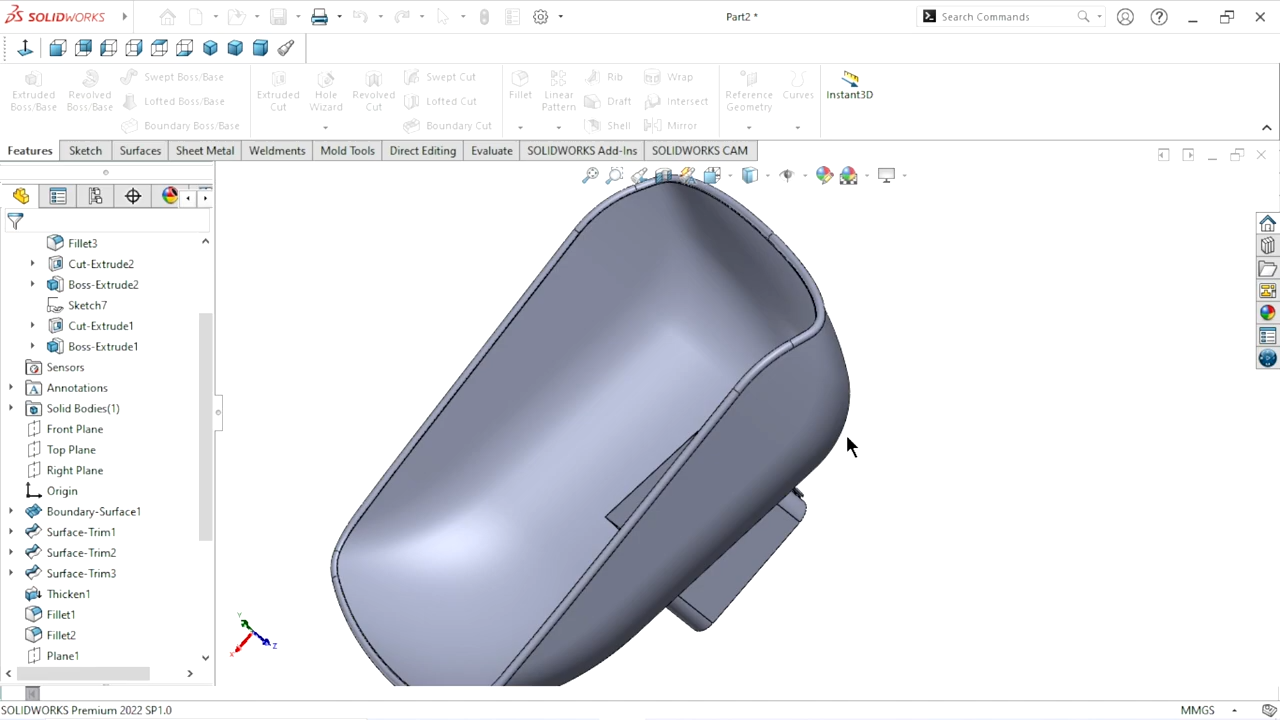 SOLIDWORKS
Part2 *
Search Commands
Extruded Boss/Base
Revolved Boss/Base
Swept Boss/Base
Lofted Boss/Base
Boundary Boss/Base
Extruded Cut
Hole Wizard
Revolved Cut
Swept Cut
Lofted Cut
Boundary Cut
Fillet
Linear Pattern
Rib
Draft
Shell
Wrap
Intersect
Mirror
Reference Geometry
Curves
Instant3D
Features
Sketch
Surfaces
Sheet Metal
Weldments
Mold Tools
Direct Editing
Evaluate
SOLIDWORKS Add-Ins
SOLIDWORKS CAM
Fillet3
Cut-Extrude2
Boss-Extrude2
Sketch7
Cut-Extrude1
Boss-Extrude1
Sensors
Annotations
Solid Bodies(1)
Front Plane
Top Plane
Right Plane
Origin
Boundary-Surface1
Surface-Trim1
Surface-Trim2
Surface-Trim3
Thicken1
Fillet1
Fillet2
Plane1
Y
X
Z
SOLIDWORKS Premium 2022 SP1.0
MMGS